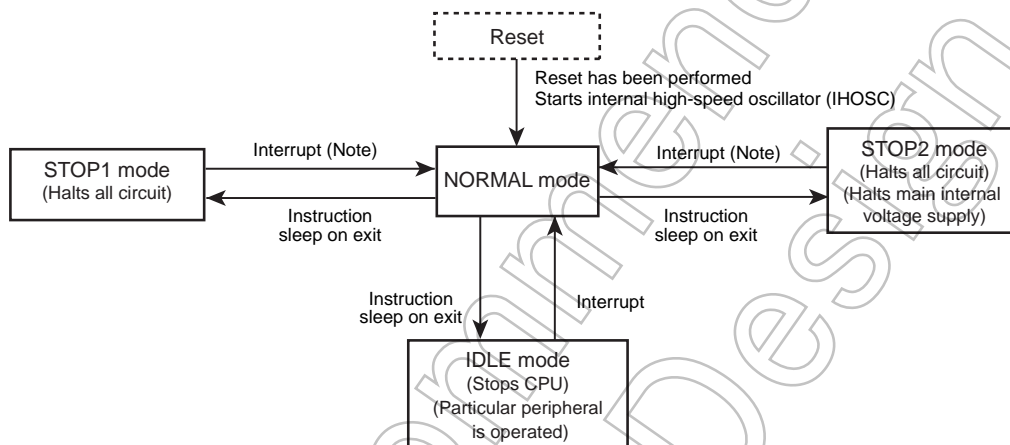 Reset
Reset has been performed
Starts internal high-speed oscillator (IHOSC)
STOP1 mode
(Halts all circuit)
Interrupt (Note)
Instruction
sleep on exit
NORMAL mode
Interrupt (Note)
Instruction
sleep on exit
STOP2 mode
(Halts all circuit)
(Halts main internal
voltage supply)
Instruction
sleep on exit
Interrupt
IDLE mode
(Stops CPU)
(Particular peripheral
is operated)
Design